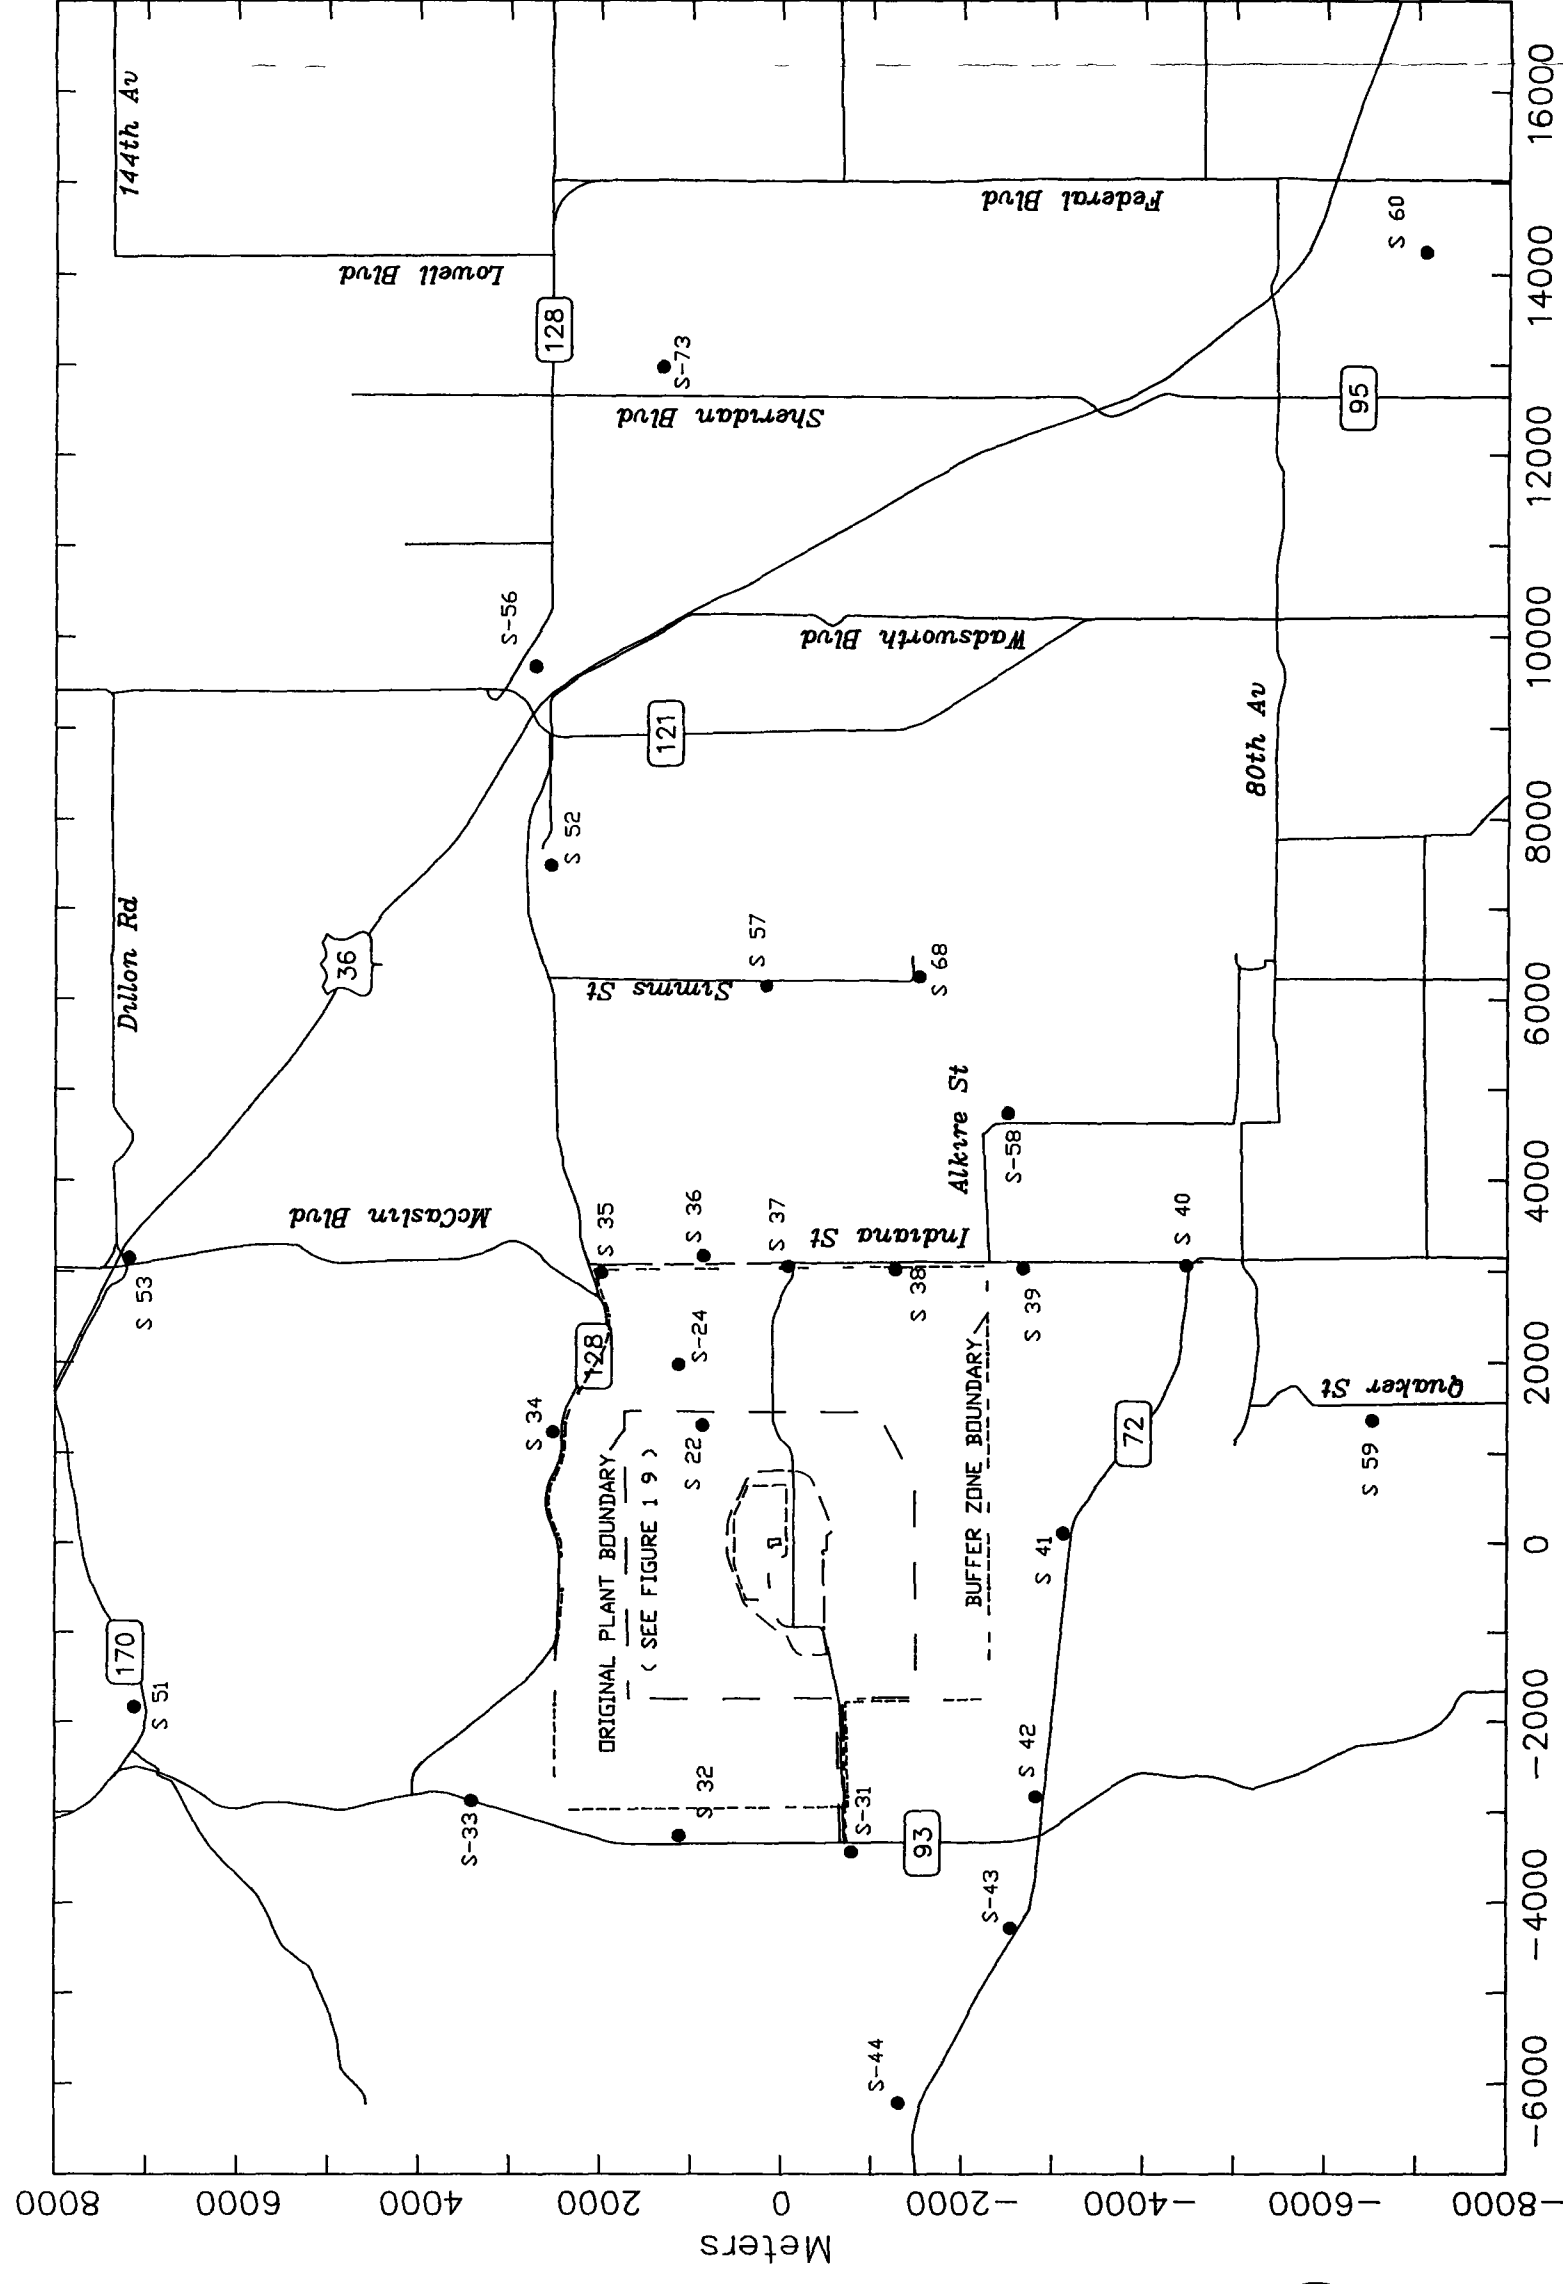 144th Av
Lowell Blvd
128
Federal Blvd
S 60
S-73
Sheridan Blvd
95
S-56
Wadsworth Blvd
121
80th Av
S 52
Dillon Rd
36
S 57
Simms St
S 68
Alkire St
S-58
McCaslin Blvd
S 53
S 35
S 36
S 37
Indiana St
S 38
S 39
S 40
S-24
128
S 34
S 22
ORIGINAL PLANT BOUNDARY
( SEE FIGURE 1 9 )
BUFFER ZONE BOUNDARY
72
Quaker St
S 59
S 41
170
S 51
S 42
S 32
S-33
S-31
93
S-43
S-44
8000
6000
4000
2000
0
-2000
-4000
-6000
-8000
Meters
-6000
-4000
-2000
0
2000
4000
6000
8000
10000
12000
14000
16000